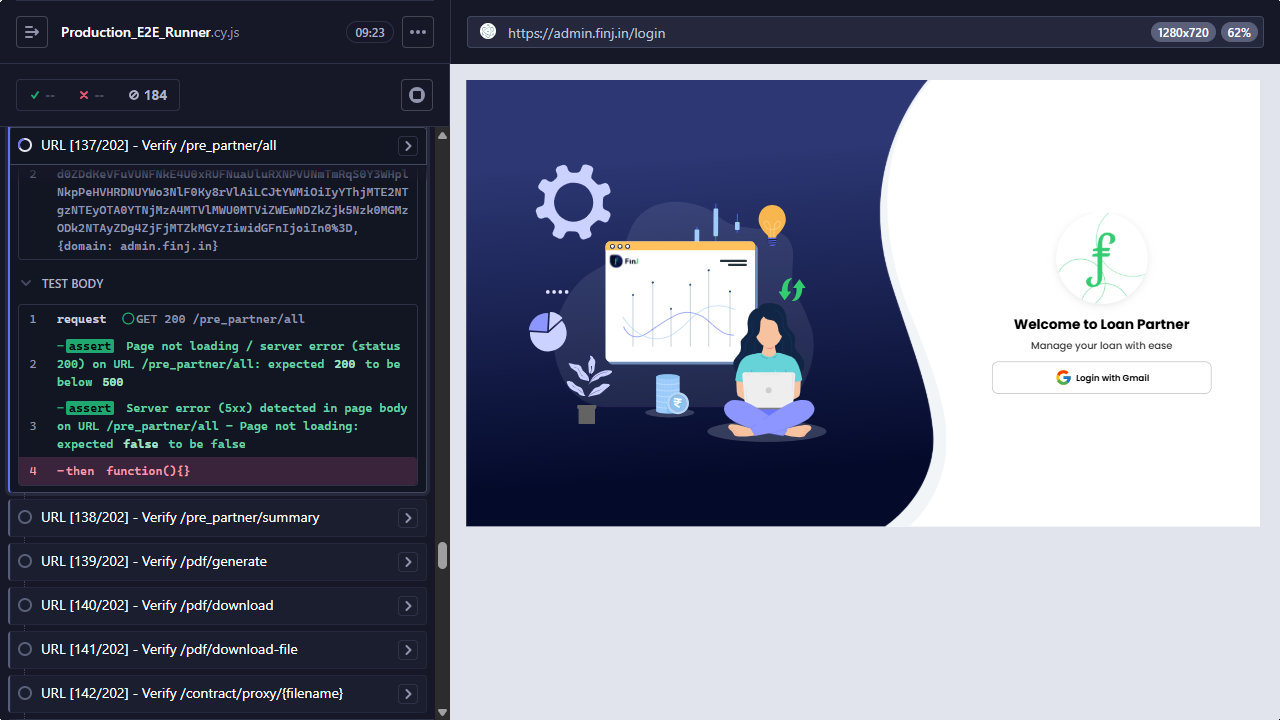 Production_E2E_Runner.cy.js
09:23
https://admin.finj.in/login
1280x720
62%
--
--
184
URL [137/202] - Verify /pre_partner/all
2
NkpPeHVHRDNUYWo3NlF0Ky8rVlAiLCJtYWMiOiIyYThjMTE2NT
gzNTEyOTA0YTNjMzA4MTVlMWU0MTViZWEwNDZkZjk5Nzk0MGMz
ODk2NTAyZDg4ZjFjMTZkMGYzIiwidGFnIjoiIn0%3D,
{domain: admin.finj.in}
TEST BODY
1 request GET 200 /pre_partner/all
2 -assert Page not loading / server error (status
200) on URL /pre_partner/all: expected 200 to be
below 500
3 -assert Server error (5xx) detected in page body
on URL /pre_partner/all - Page not loading:
expected false to be false
4 -then function(){}
URL [138/202] - Verify /pre_partner/summary
URL [139/202] - Verify /pdf/generate
URL [140/202] - Verify /pdf/download
URL [141/202] - Verify /pdf/download-file
URL [142/202] - Verify /contract/proxy/{filename}
FinJ
Welcome to Loan Partner
Manage your loan with ease
Login with Gmail